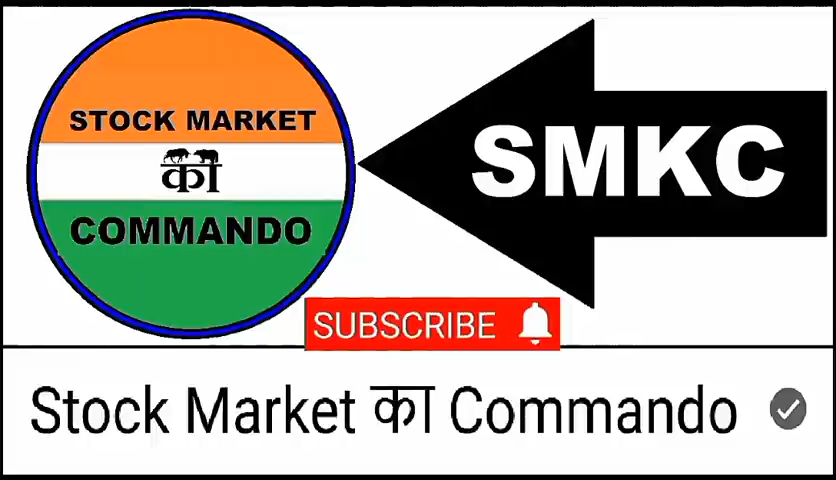 STOCK MARKET
का
COMMANDO
SMKC
SUBSCRIBE
Stock Market का Commando